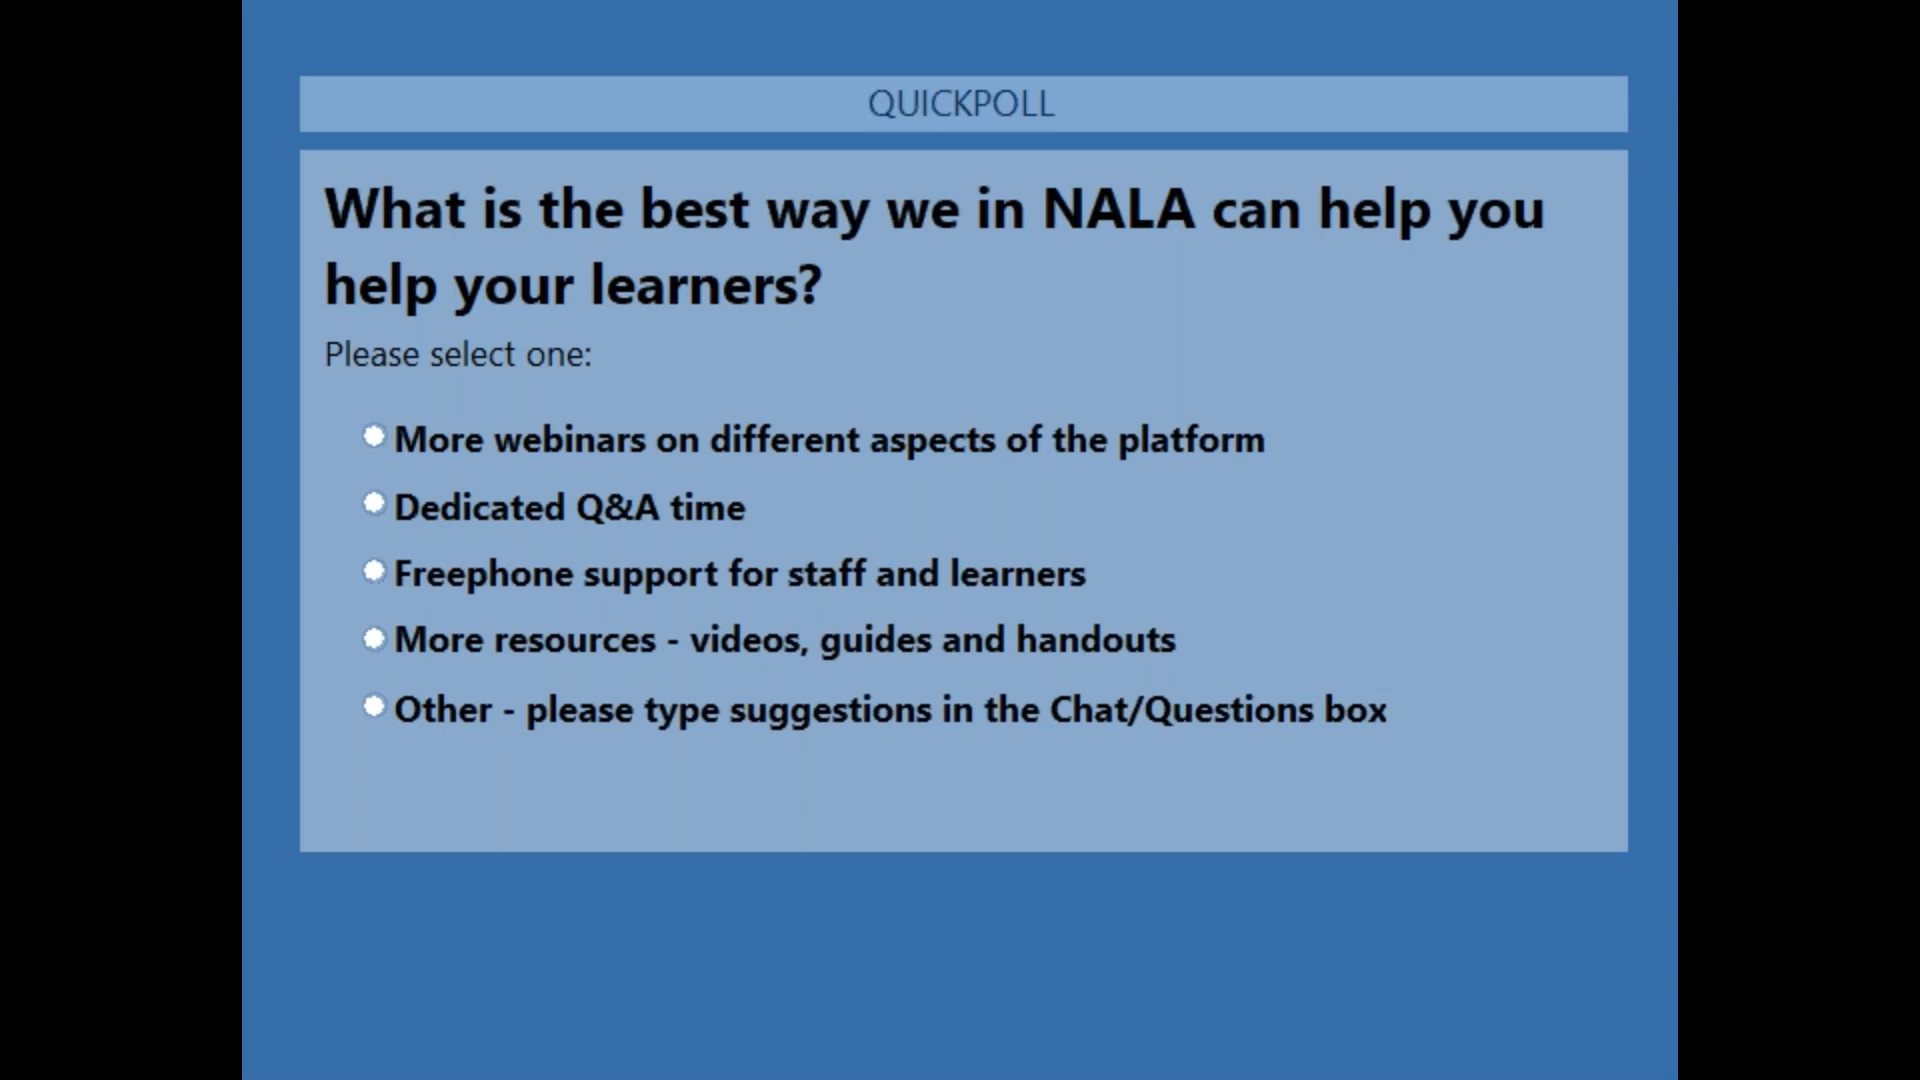 QUICKPOLL
What is the best way we in NALA can help you
help your learners?
Please select one:
More webinars on different aspects of the platform
Dedicated Q&A time
Freephone support for staff and learners
More resources - videos, guides and handouts
Other - please type suggestions in the Chat/Questions box